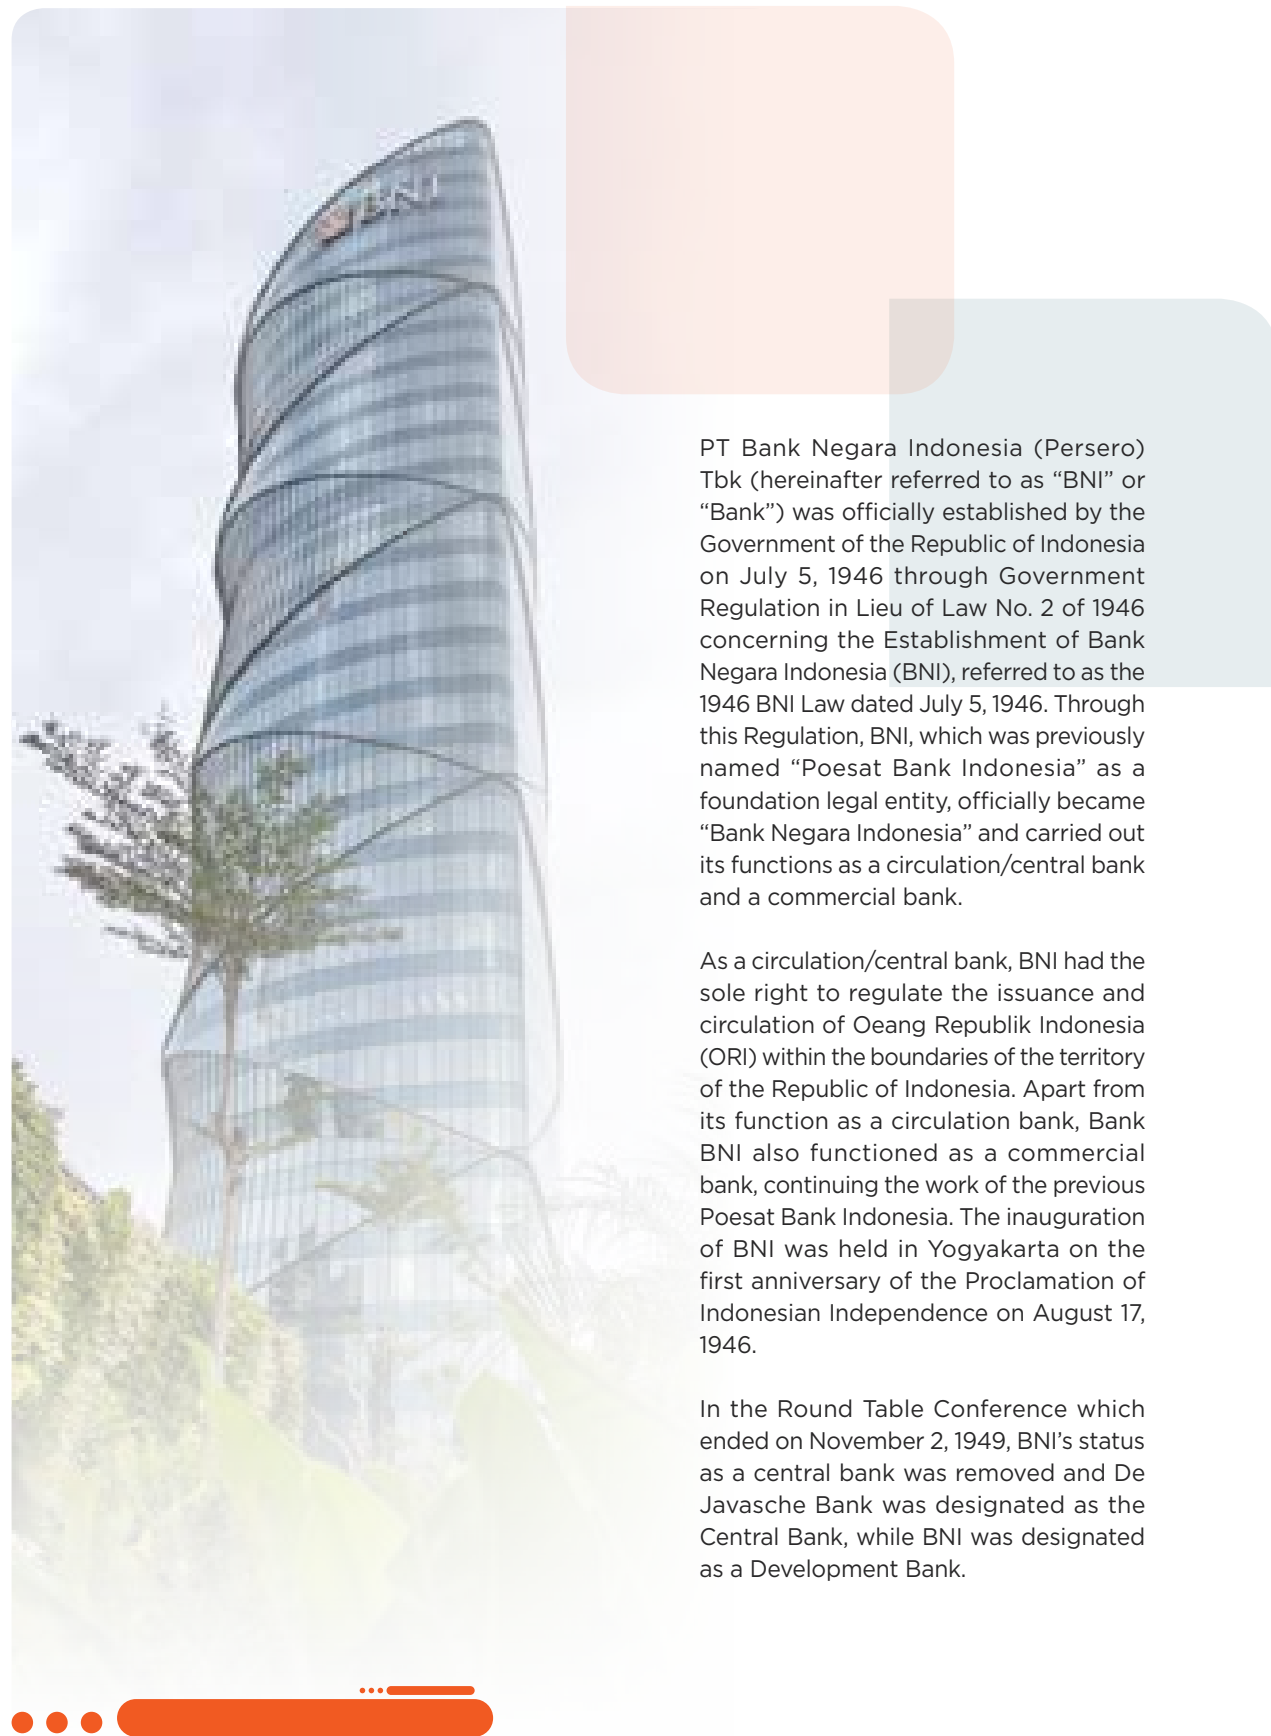 BNI
PT Bank Negara Indonesia (Persero)
Tbk (hereinafter referred to as “BNI” or
“Bank”) was officially established by the
Government of the Republic of Indonesia
on July 5, 1946 through Government
Regulation in Lieu of Law No. 2 of 1946
concerning the Establishment of Bank
Negara Indonesia (BNI), referred to as the
1946 BNI Law dated July 5, 1946. Through
this Regulation, BNI, which was previously
named “Poesat Bank Indonesia” as a
foundation legal entity, officially became
“Bank Negara Indonesia” and carried out
its functions as a circulation/central bank
and a commercial bank.
As a circulation/central bank, BNI had the
sole right to regulate the issuance and
circulation of Oeang Republik Indonesia
(ORI) within the boundaries of the territory
of the Republic of Indonesia. Apart from
its function as a circulation bank, Bank
BNI also functioned as a commercial
bank, continuing the work of the previous
Poesat Bank Indonesia. The inauguration
of BNI was held in Yogyakarta on the
first anniversary of the Proclamation of
Indonesian Independence on August 17,
1946.
In the Round Table Conference which
ended on November 2, 1949, BNI’s status
as a central bank was removed and De
Javasche Bank was designated as the
Central Bank, while BNI was designated
as a Development Bank.